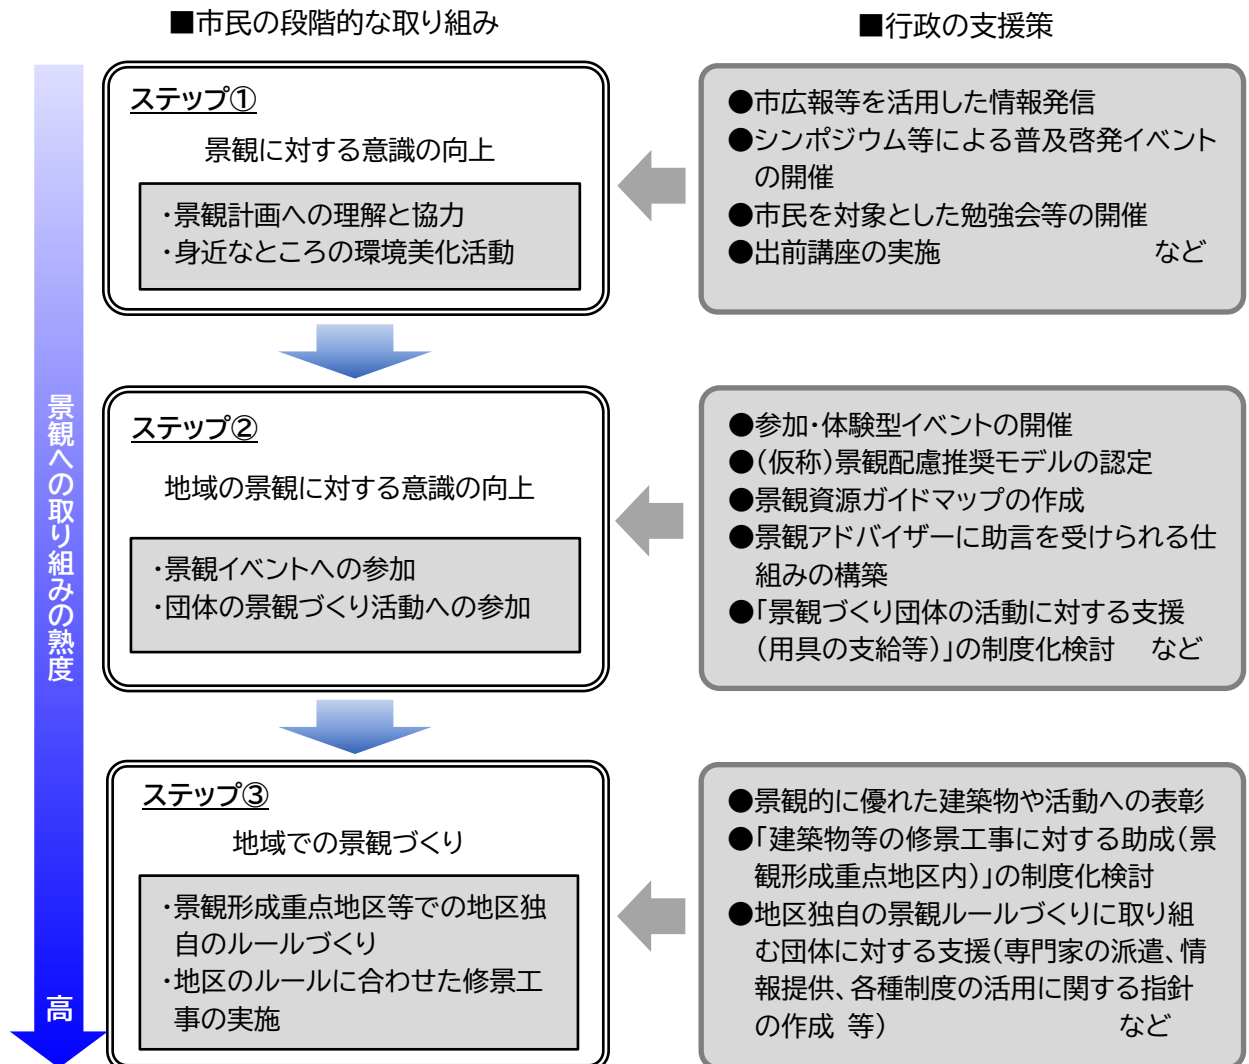 ■市民の段階的な取り組み
■行政の支援策
景観への取り組みの熟度
高
ステップ①
景観に対する意識の向上
・景観計画への理解と協力
・身近なところの環境美化活動
●市広報等を活用した情報発信
●シンポジウム等による普及啓発イベント
の開催
●市民を対象とした勉強会等の開催
●出前講座の実施 など
ステップ②
地域の景観に対する意識の向上
・景観イベントへの参加
・団体の景観づくり活動への参加
●参加・体験型イベントの開催
●(仮称)景観配慮推奨モデルの認定
●景観資源ガイドマップの作成
●景観アドバイザーに助言を受けられる仕
組みの構築
●「景観づくり団体の活動に対する支援
(用具の支給等)」の制度化検討 など
ステップ③
地域での景観づくり
・景観形成重点地区等での地区独
自のルールづくり
・地区のルールに合わせた修景工
事の実施
●景観的に優れた建築物や活動への表彰
●「建築物等の修景工事に対する助成(景
観形成重点地区内)」の制度化検討
●地区独自の景観ルールづくりに取り組
む団体に対する支援(専門家の派遣、情
報提供、各種制度の活用に関する指針
の作成 等) など